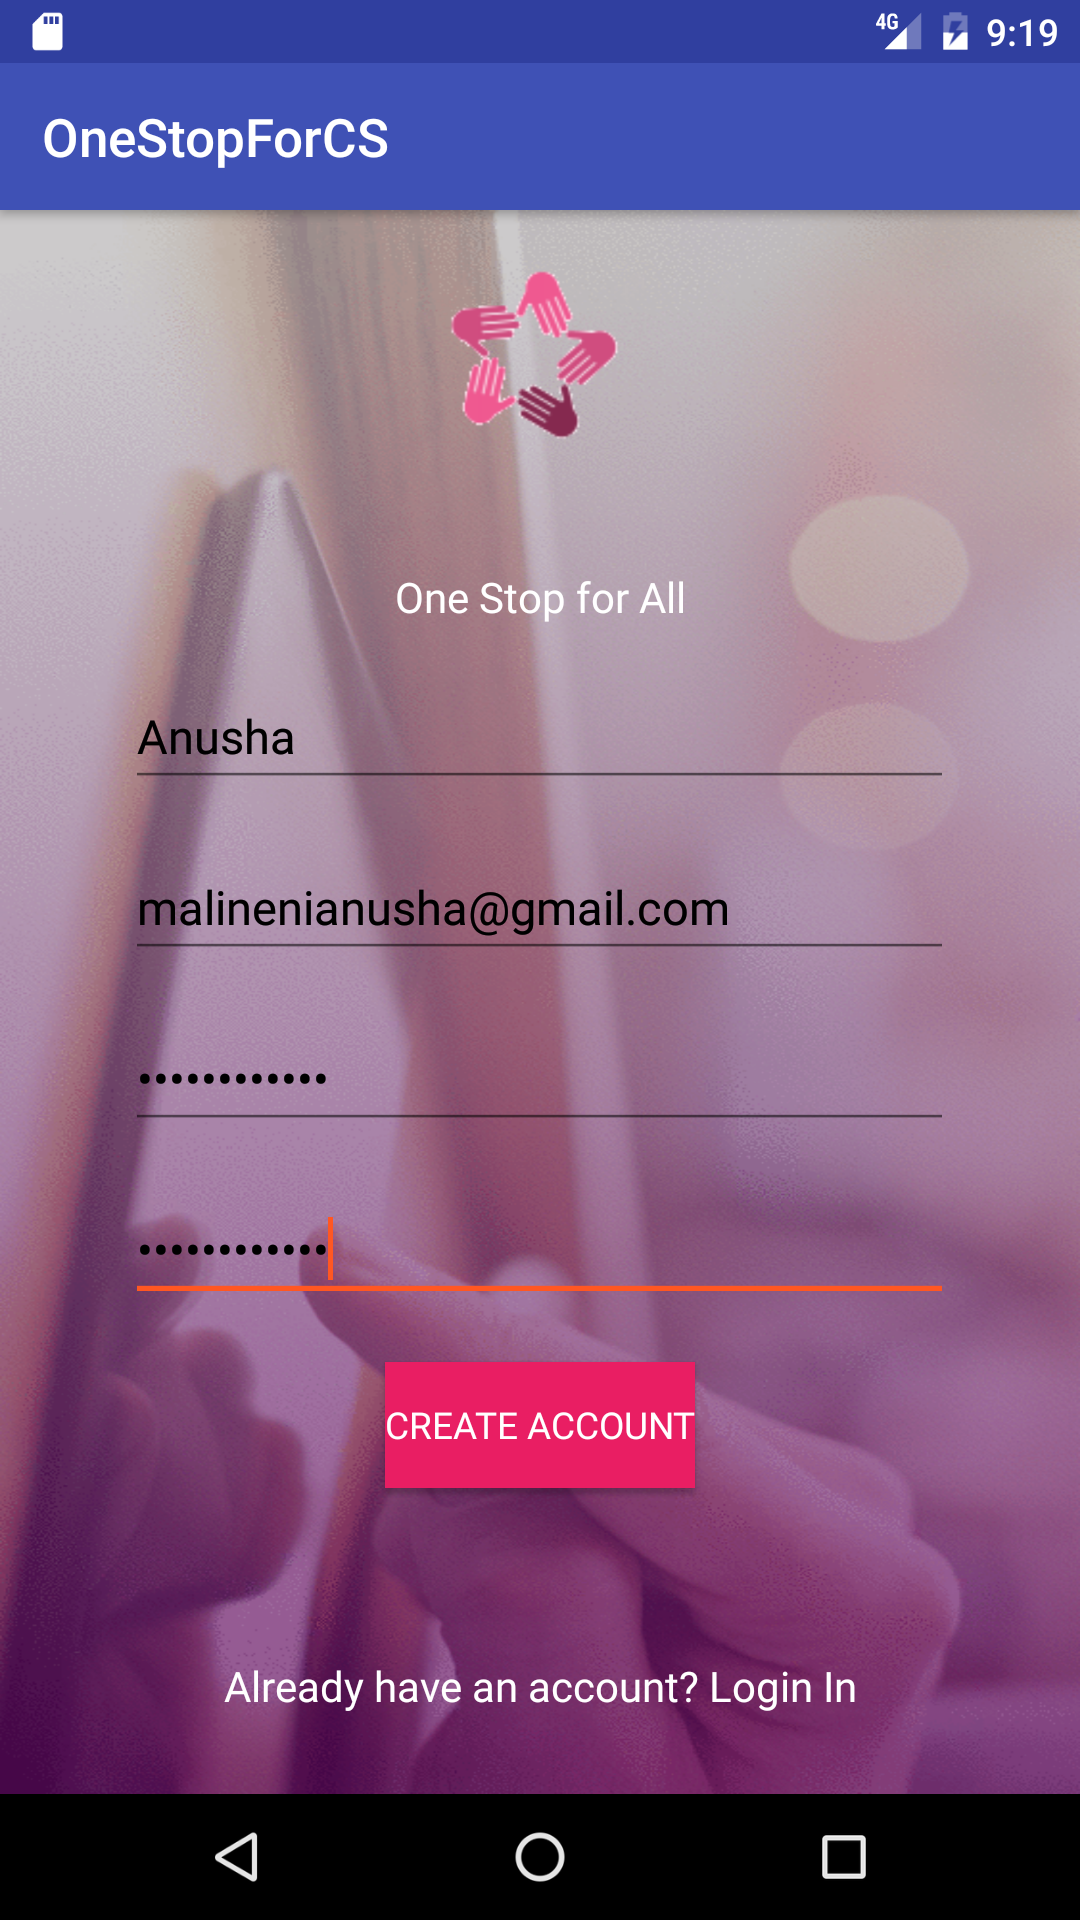 4G 9:19
OneStopForCS
One Stop for All
Anusha
malinenianusha@gmail.com
••••••••••••
••••••••••••
CREATE ACCOUNT
Already have an account? Login In